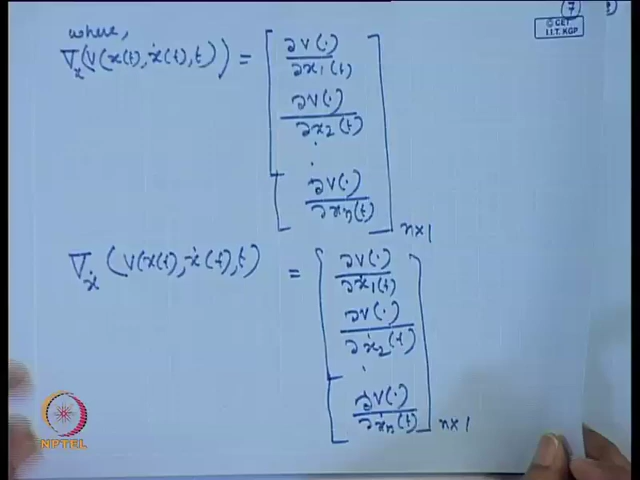 where,
∇ₓ(V(x(t), ẋ(t), t)) = [ ∂V(·)/∂x₁(t)
∂V(·)/∂x₂(t)
⋮
∂V(·)/∂xₙ(t) ] n×1
∇ẋ (V(x(t), ẋ(t), t) = [ ∂V(·)/∂ẋ₁(t)
∂V(·)/∂ẋ₂(t)
⋮
∂V(·)/∂ẋₙ(t) ] n×1
7
© CET
I.I.T. KGP
NPTEL